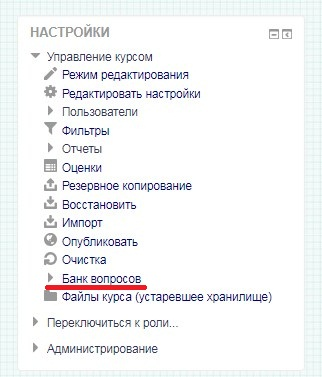 НАСТРОЙКИ
Управление курсом
Режим редактирования
Редактировать настройки
Пользователи
Фильтры
Отчеты
Оценки
Резервное копирование
Восстановить
Импорт
Опубликовать
Очистка
Банк вопросов
Файлы курса (устаревшее хранилище)
Переключиться к роли...
Администрирование